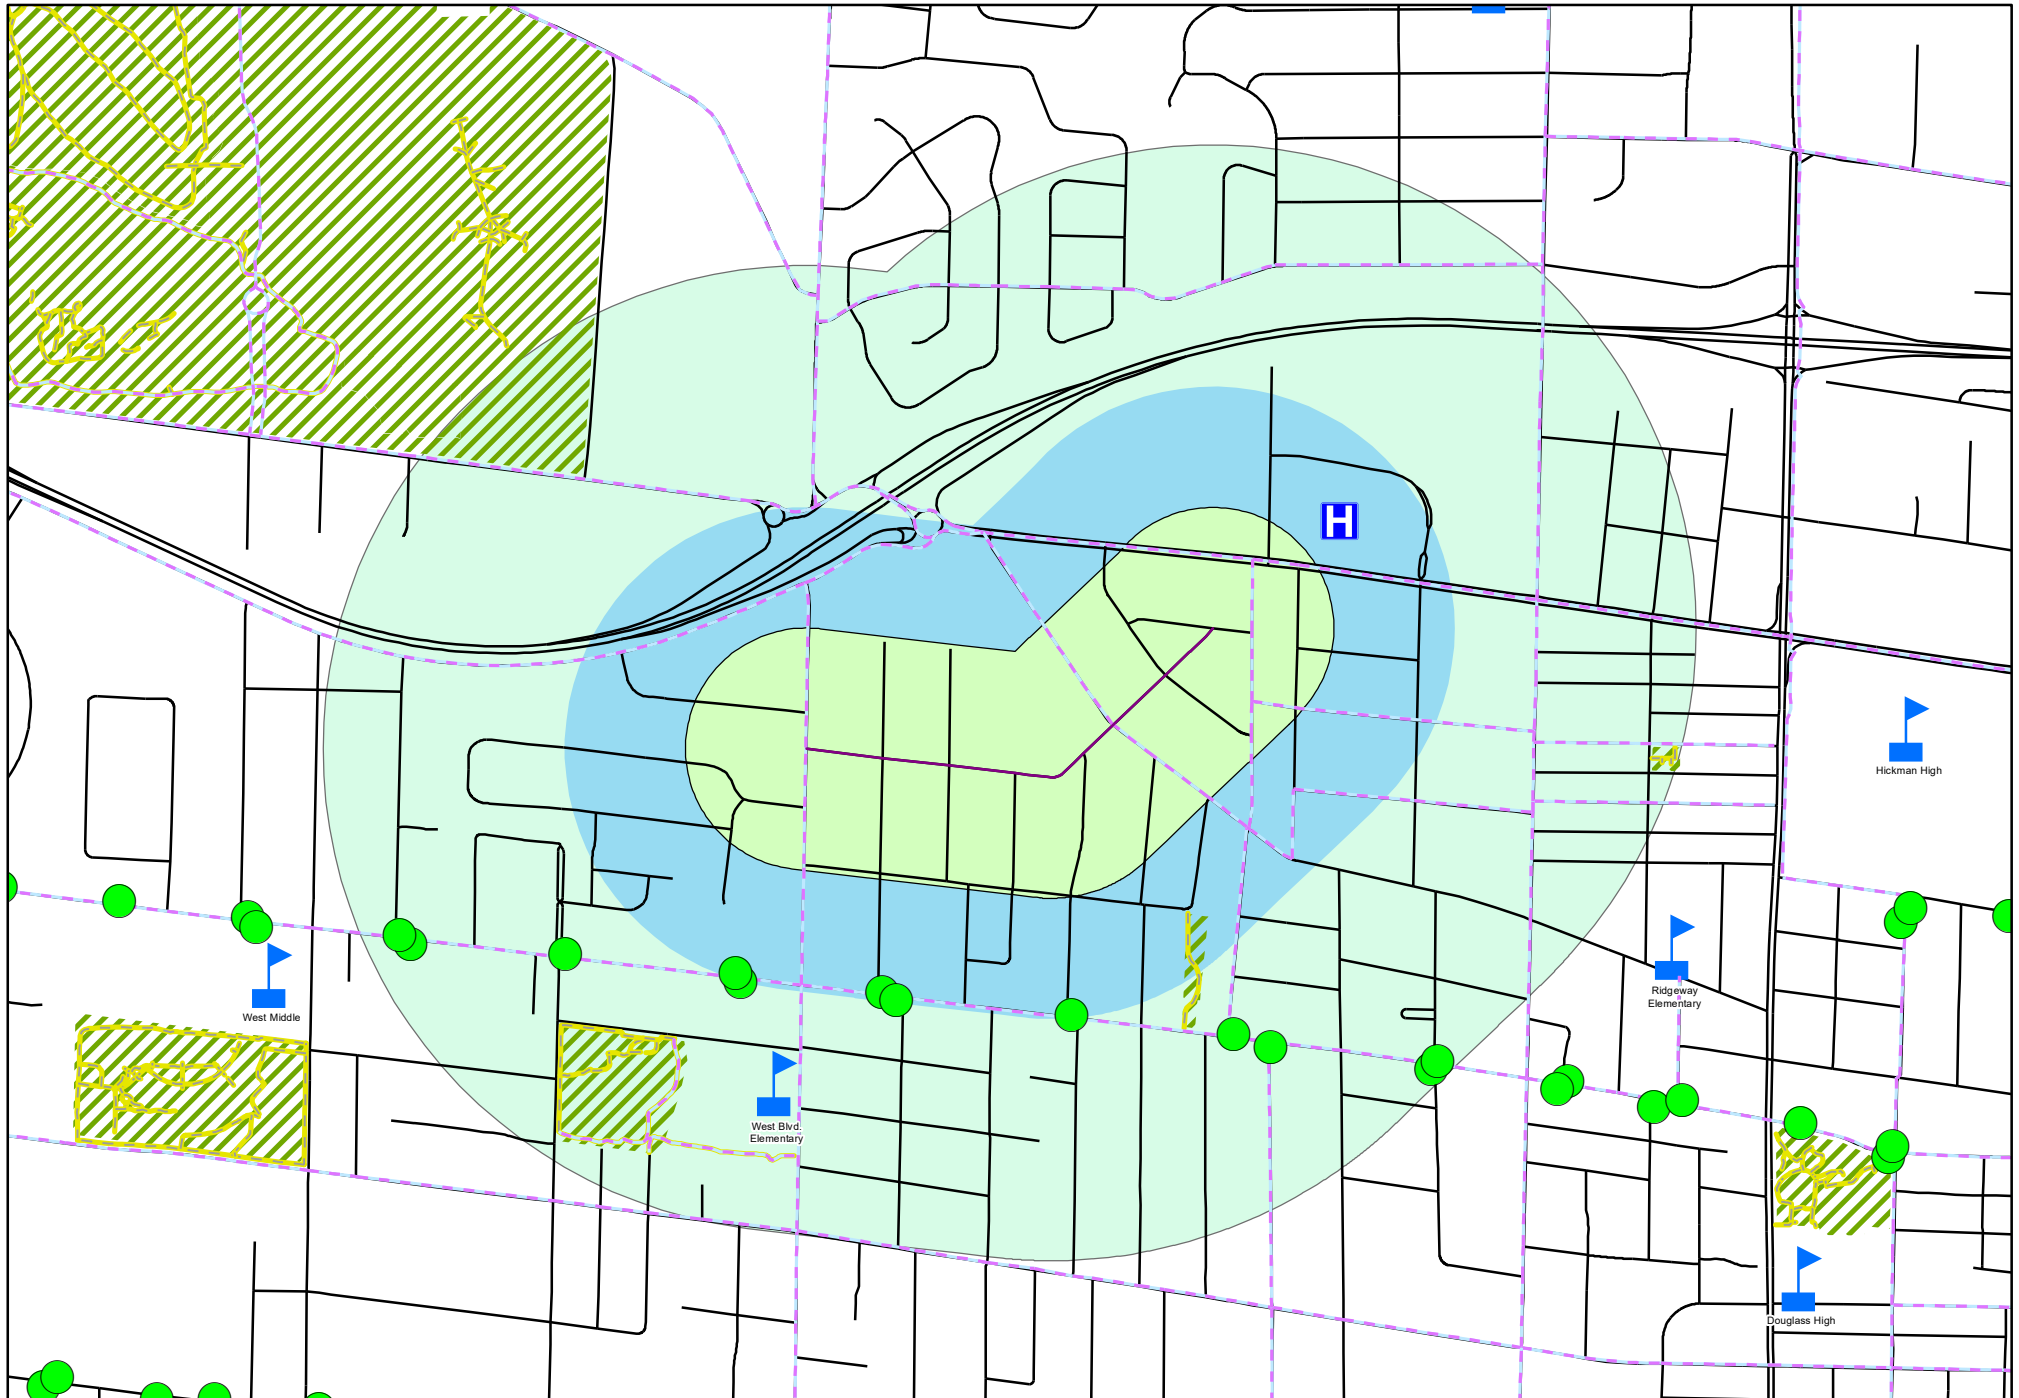 H
Hickman High
Ridgeway
Elementary
West Middle
West Blvd.
Elementary
Douglass High